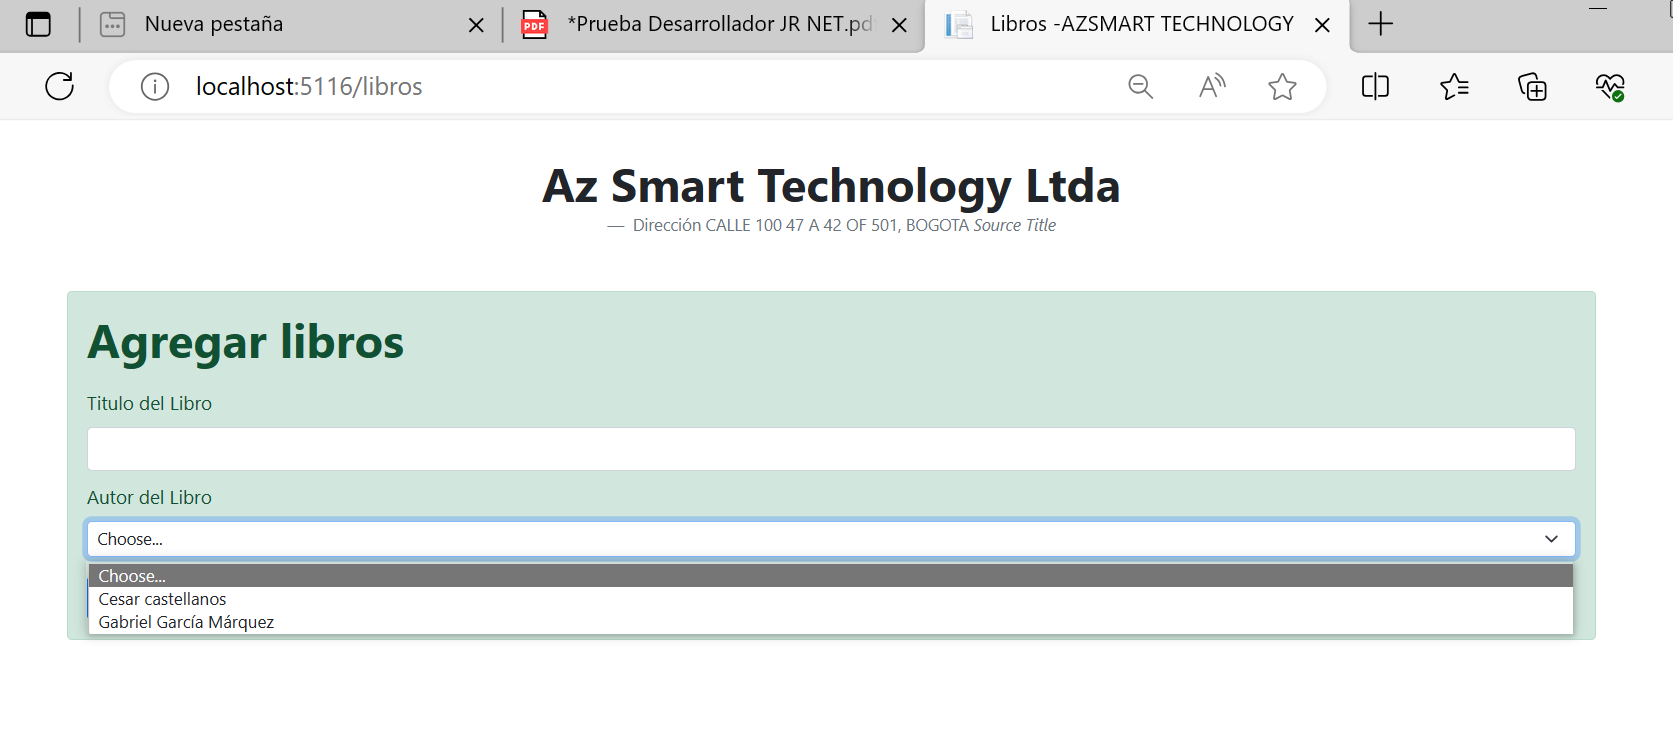 Nueva pestaña
*Prueba Desarrollador JR NET.pd
Libros -AZSMART TECHNOLOGY
localhost:5116/libros
Az Smart Technology Ltda
— Dirección CALLE 100 47 A 42 OF 501, BOGOTA Source Title
Agregar libros
Titulo del Libro
Autor del Libro
Choose...
Choose...
Cesar castellanos
Gabriel García Márquez